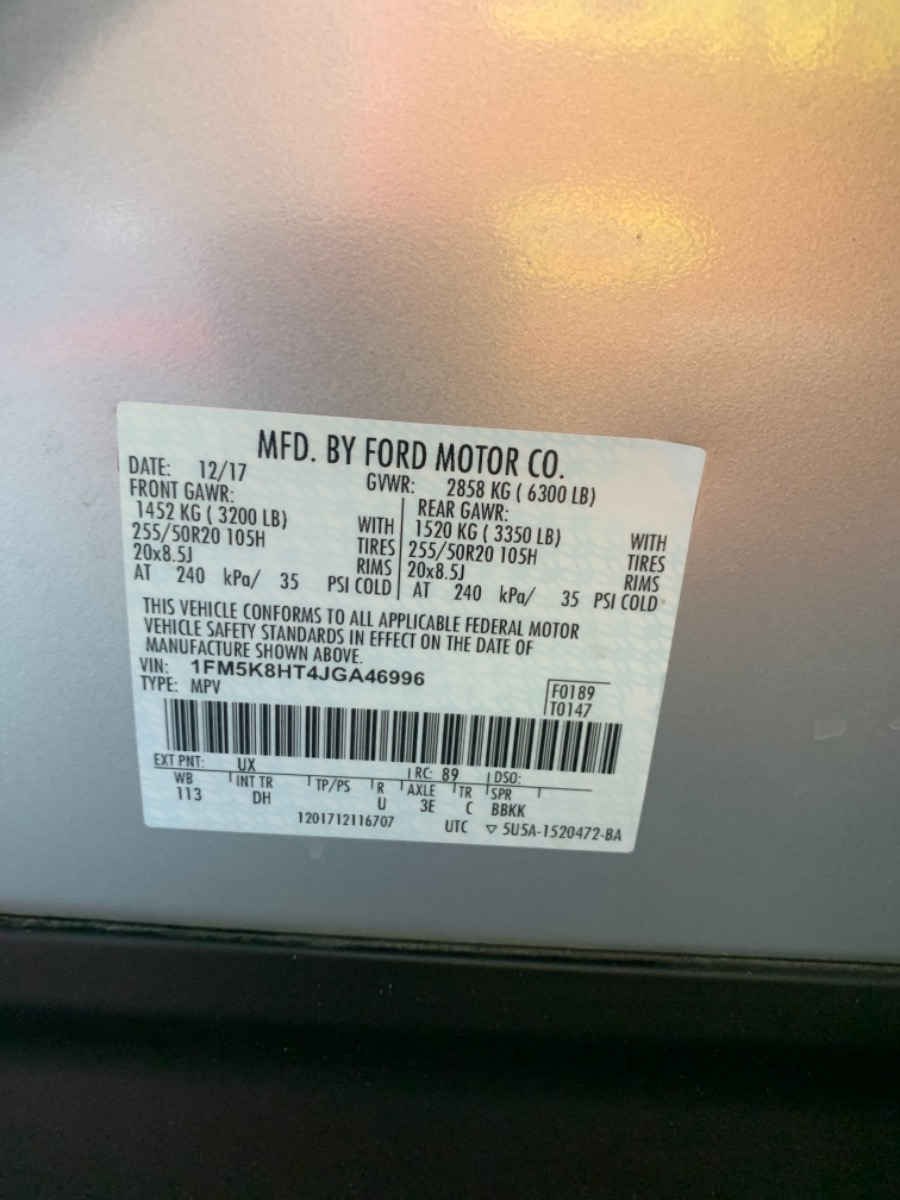 MFD. BY FORD MOTOR CO.
DATE: 12/17 GVWR: 2858 KG ( 6300 LB)
FRONT GAWR: REAR GAWR:
1452 KG ( 3200 LB) WITH 1520 KG ( 3350 LB) WITH
255/50R20 105H TIRES 255/50R20 105H TIRES
20x8.5J RIMS 20x8.5J RIMS
AT 240 kPa/ 35 PSI COLD AT 240 kPa/ 35 PSI COLD
THIS VEHICLE CONFORMS TO ALL APPLICABLE FEDERAL MOTOR
VEHICLE SAFETY STANDARDS IN EFFECT ON THE DATE OF
MANUFACTURE SHOWN ABOVE.
VIN: 1FM5K8HT4JGA46996
TYPE: MPV F0189
T0147
EXT PNT: UX RC: 89 DSO:
WB INT TR TP/PS R AXLE TR SPR
113 DH U 3E C BBKK
1201712116707 UTC ▽ 5U5A-1520472-BA